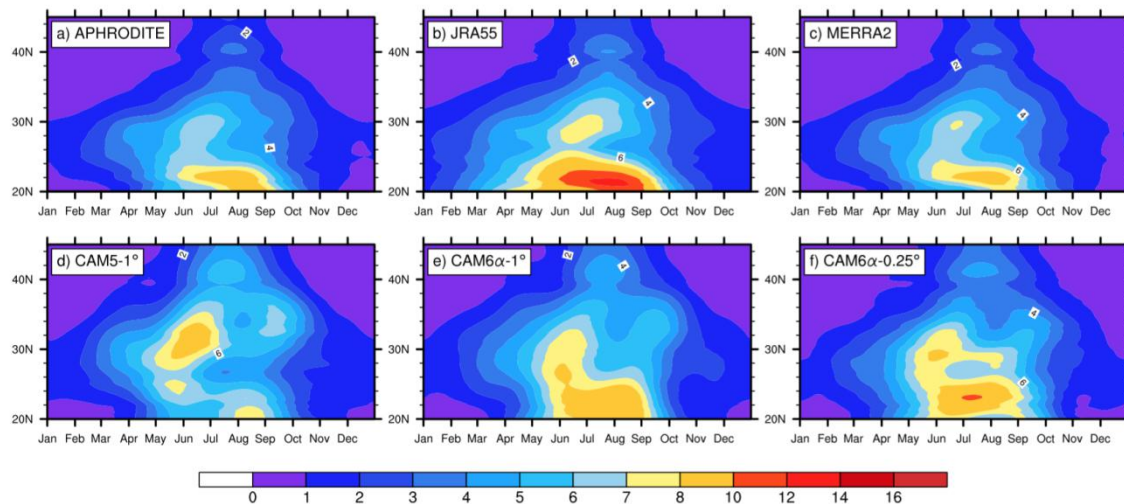 a) APHRODITE
b) JRA55
c) MERRA2
2
4
2
4
6
2
4
6
40N
30N
20N
Jan Feb Mar Apr May Jun Jul Aug Sep Oct Nov Dec
Jan Feb Mar Apr May Jun Jul Aug Sep Oct Nov Dec
Jan Feb Mar Apr May Jun Jul Aug Sep Oct Nov Dec
d) CAM5-1°
e) CAM6α-1°
f) CAM6α-0.25°
2
6
2
4
4
6
40N
30N
20N
Jan Feb Mar Apr May Jun Jul Aug Sep Oct Nov Dec
Jan Feb Mar Apr May Jun Jul Aug Sep Oct Nov Dec
Jan Feb Mar Apr May Jun Jul Aug Sep Oct Nov Dec
0 1 2 3 4 5 6 7 8 10 12 14 16